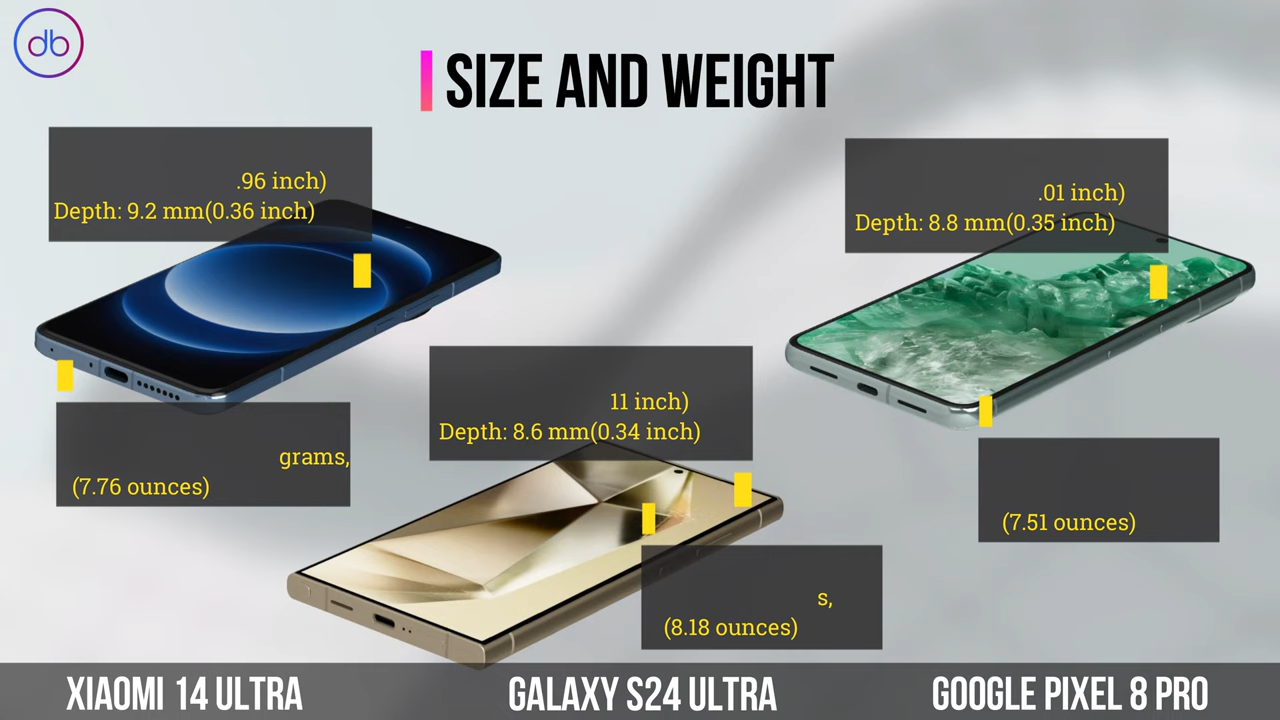 db
SIZE AND WEIGHT
.96 inch)
Depth: 9.2 mm(0.36 inch)
.01 inch)
Depth: 8.8 mm(0.35 inch)
grams,
(7.76 ounces)
11 inch)
Depth: 8.6 mm(0.34 inch)
(7.51 ounces)
s,
(8.18 ounces)
XIAOMI 14 ULTRA
GALAXY S24 ULTRA
GOOGLE PIXEL 8 PRO